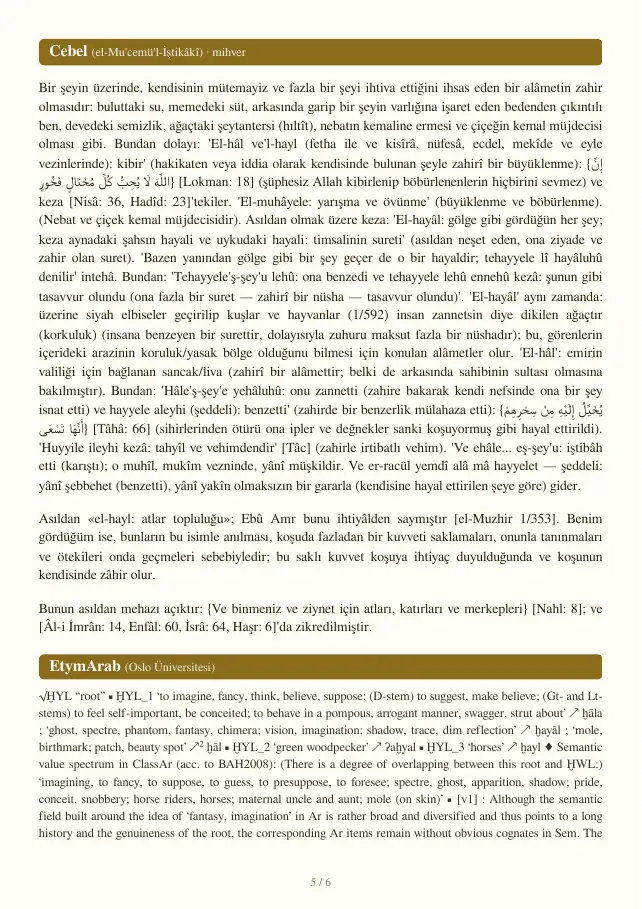 Cebel (el-Mu'cemü'l-İştikâkî) · mihver
Bir şeyin üzerinde, kendisinin mütemayiz ve fazla bir şeyi ihtiva ettiğini ihsas eden bir alâmetin zahir
olmasıdır: buluttaki su, memedeki süt, arkasında garip bir şeyin varlığına işaret eden bedenden çıkıntılı
ben, devedeki semizlik, ağaçtaki şeytantersi (hıltît), nebatın kemaline ermesi ve çiçeğin kemal müjdecisi
olması gibi. Bundan dolayı: 'El-hâl ve'l-hayl (fetha ile ve kisîrâ, nüfesâ, ecdel, mekîde ve eyle
vezinlerinde): kibir' (hakikaten veya iddia olarak kendisinde bulunan şeyle zahirî bir büyüklenme): {إِنَّ
اللَّهَ لَا يُحِبُّ كُلَّ مُخْتَالٍ فَخُورٍ} [Lokman: 18] (şüphesiz Allah kibirlenip böbürlenenlerin hiçbirini sevmez) ve
keza [Nisâ: 36, Hadîd: 23]'tekiler. 'El-muhâyele: yarışma ve övünme' (büyüklenme ve böbürlenme).
(Nebat ve çiçek kemal müjdecisidir). Asıldan olmak üzere keza: 'El-hayâl: gölge gibi gördüğün her şey;
keza aynadaki şahsın hayali ve uykudaki hayali: timsalinin sureti' (asıldan neşet eden, ona ziyade ve
zahir olan suret). 'Bazen yanından gölge gibi bir şey geçer de o bir hayaldir; tehayyele lî hayâluhû
denilir' intehâ. Bundan: 'Tehayyele'ş-şey'u lehû: ona benzedi ve tehayyele lehû ennehû kezâ: şunun gibi
tasavvur olundu (ona fazla bir suret — zahirî bir nüsha — tasavvur olundu)'. 'El-hayâl' aynı zamanda:
üzerine siyah elbiseler geçirilip kuşlar ve hayvanlar (1/592) insan zannetsin diye dikilen ağaçtır
(korkuluk) (insana benzeyen bir surettir, dolayısıyla zuhuru maksut fazla bir nüshadır); bu, görenlerin
içerideki arazinin koruluk/yasak bölge olduğunu bilmesi için konulan alâmetler olur. 'El-hâl': emirin
valiliği için bağlanan sancak/liva (zahirî bir alâmettir; belki de arkasında sahibinin sultası olmasına
bakılmıştır). Bundan: 'Hâle'ş-şey'e yehâluhû: onu zannetti (zahire bakarak kendi nefsinde ona bir şey
isnat etti) ve hayyele aleyhi (şeddeli): benzetti' (zahirde bir benzerlik mülahaza etti): {يُخَيَّلُ إِلَيْهِ مِنْ سِحْرِهِمْ
أَنَّهَا تَسْعَى} [Tâhâ: 66] (sihirlerinden ötürü ona ipler ve değnekler sanki koşuyormuş gibi hayal ettirildi).
'Huyyile ileyhi kezâ: tahyîl ve vehimdendir' [Tâc] (zahirle irtibatlı vehim). 'Ve ehâle... eş-şey'u: iştibâh
etti (karıştı); o muhîl, mukîm vezninde, yânî müşkildir. Ve er-racül yemdî alâ mâ hayyelet — şeddeli:
yânî şebbehet (benzetti), yânî yakîn olmaksızın bir gararla (kendisine hayal ettirilen şeye göre) gider.
Asıldan «el-hayl: atlar topluluğu»; Ebû Amr bunu ihtiyâlden saymıştır [el-Muzhir 1/353]. Benim
gördüğüm ise, bunların bu isimle anılması, koşuda fazladan bir kuvveti saklamaları, onunla tanınmaları
ve ötekileri onda geçmeleri sebebiyledir; bu saklı kuvvet koşuya ihtiyaç duyulduğunda ve koşunun
kendisinde zâhir olur.
Bunun asıldan mehazı açıktır: {Ve binmeniz ve ziynet için atları, katırları ve merkepleri} [Nahl: 8]; ve
[Âl-i İmrân: 14, Enfâl: 60, İsrâ: 64, Haşr: 6]'da zikredilmiştir.
EtymArab (Oslo Üniversitesi)
√ḪYL “root” ▪ ḪYL_1 ‘to imagine, fancy, think, believe, suppose; (D-stem) to suggest, make believe; (Gt- and Lt-
stems) to feel self-important, be conceited; to behave in a pompous, arrogant manner, swagger, strut about’ ↗ ḫāla
; ‘ghost, spectre, phantom, fantasy, chimera; vision, imagination; shadow, trace, dim reflection’ ↗ ḫayāl ; ‘mole,
birthmark; patch, beauty spot’ ↗² ḫāl ▪ ḪYL_2 ‘green woodpecker’ ↗ ʔaḫyal ▪ ḪYL_3 ‘horses’ ↗ ḫayl ♦ Semantic
value spectrum in ClassAr (acc. to BAH2008): (There is a degree of overlapping between this root and ḪWL:)
‘imagining, to fancy, to suppose, to guess, to presuppose, to foresee; spectre, ghost, apparition, shadow; pride,
conceit, snobbery; horse riders, horses; maternal uncle and aunt; mole (on skin)’ ▪ [v1] : Although the semantic
field built around the idea of ‘fantasy, imagination’ in Ar is rather broad and diversified and thus points to a long
history and the genuineness of the root, the corresponding Ar items remain without obvious cognates in Sem. The
5 / 6